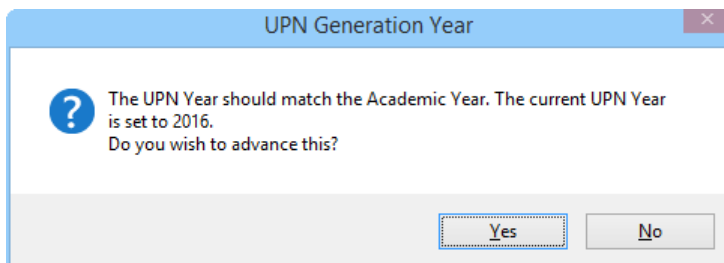 UPN Generation Year
The UPN Year should match the Academic Year. The current UPN Year
is set to 2016.
Do you wish to advance this?
Yes
No